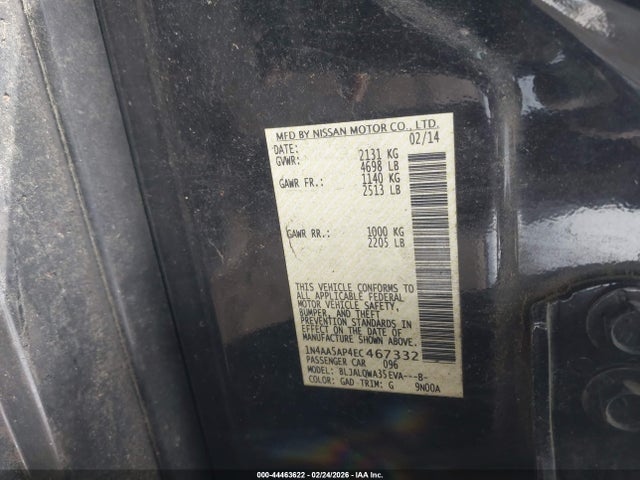 MFD BY NISSAN MOTOR CO., LTD.
DATE: 02/14
GVWR: 2131 KG
4698 LB
GAWR FR.: 1140 KG
2513 LB
GAWR RR.: 1000 KG
2205 LB
THIS VEHICLE CONFORMS TO
ALL APPLICABLE FEDERAL
MOTOR VEHICLE SAFETY,
BUMPER, AND THEFT
PREVENTION STANDARDS
IN EFFECT ON THE DATE OF
MANUFACTURE SHOWN ABOVE.
1N4AA5AP4EC467332
PASSENGER CAR 096
MODEL: BLJALQWA35EVA---B-
COLOR: GAD TRIM: G 9N00A
000-44463622 - 02/24/2026 - IAA Inc.